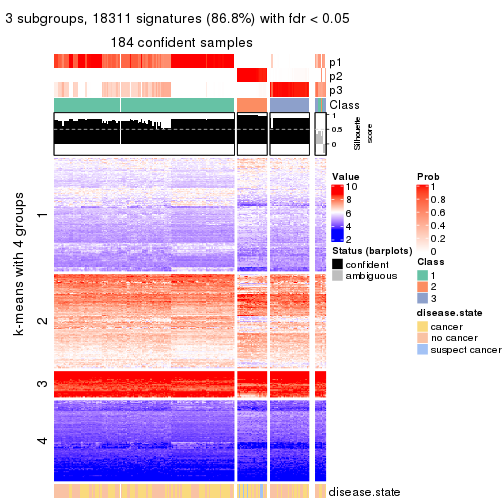 3 subgroups, 18311 signatures (86.8%) with fdr < 0.05
184 confident samples
p1
p2
p3
Class
1
0.5
0
Silhouette
score
k-means with 4 groups
1
2
3
4
disease.state
Value
10
8
6
4
2
Status (barplots)
confident
ambiguous
Prob
1
0.8
0.6
0.4
0.2
0
Class
1
2
3
disease.state
cancer
no cancer
suspect cancer